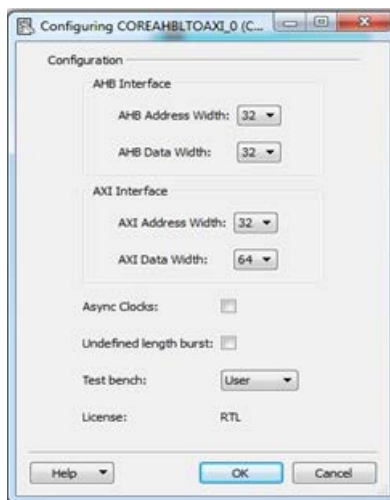 Configuring COREAHBLTOAXI_0 (C...
Configuration
AHB Interface
AHB Address Width: 32
AHB Data Width: 32
AXI Interface
AXI Address Width: 32
AXI Data Width: 64
Async Clocks:
Undefined length burst:
Test bench: User
License: RTL
Help OK Cancel